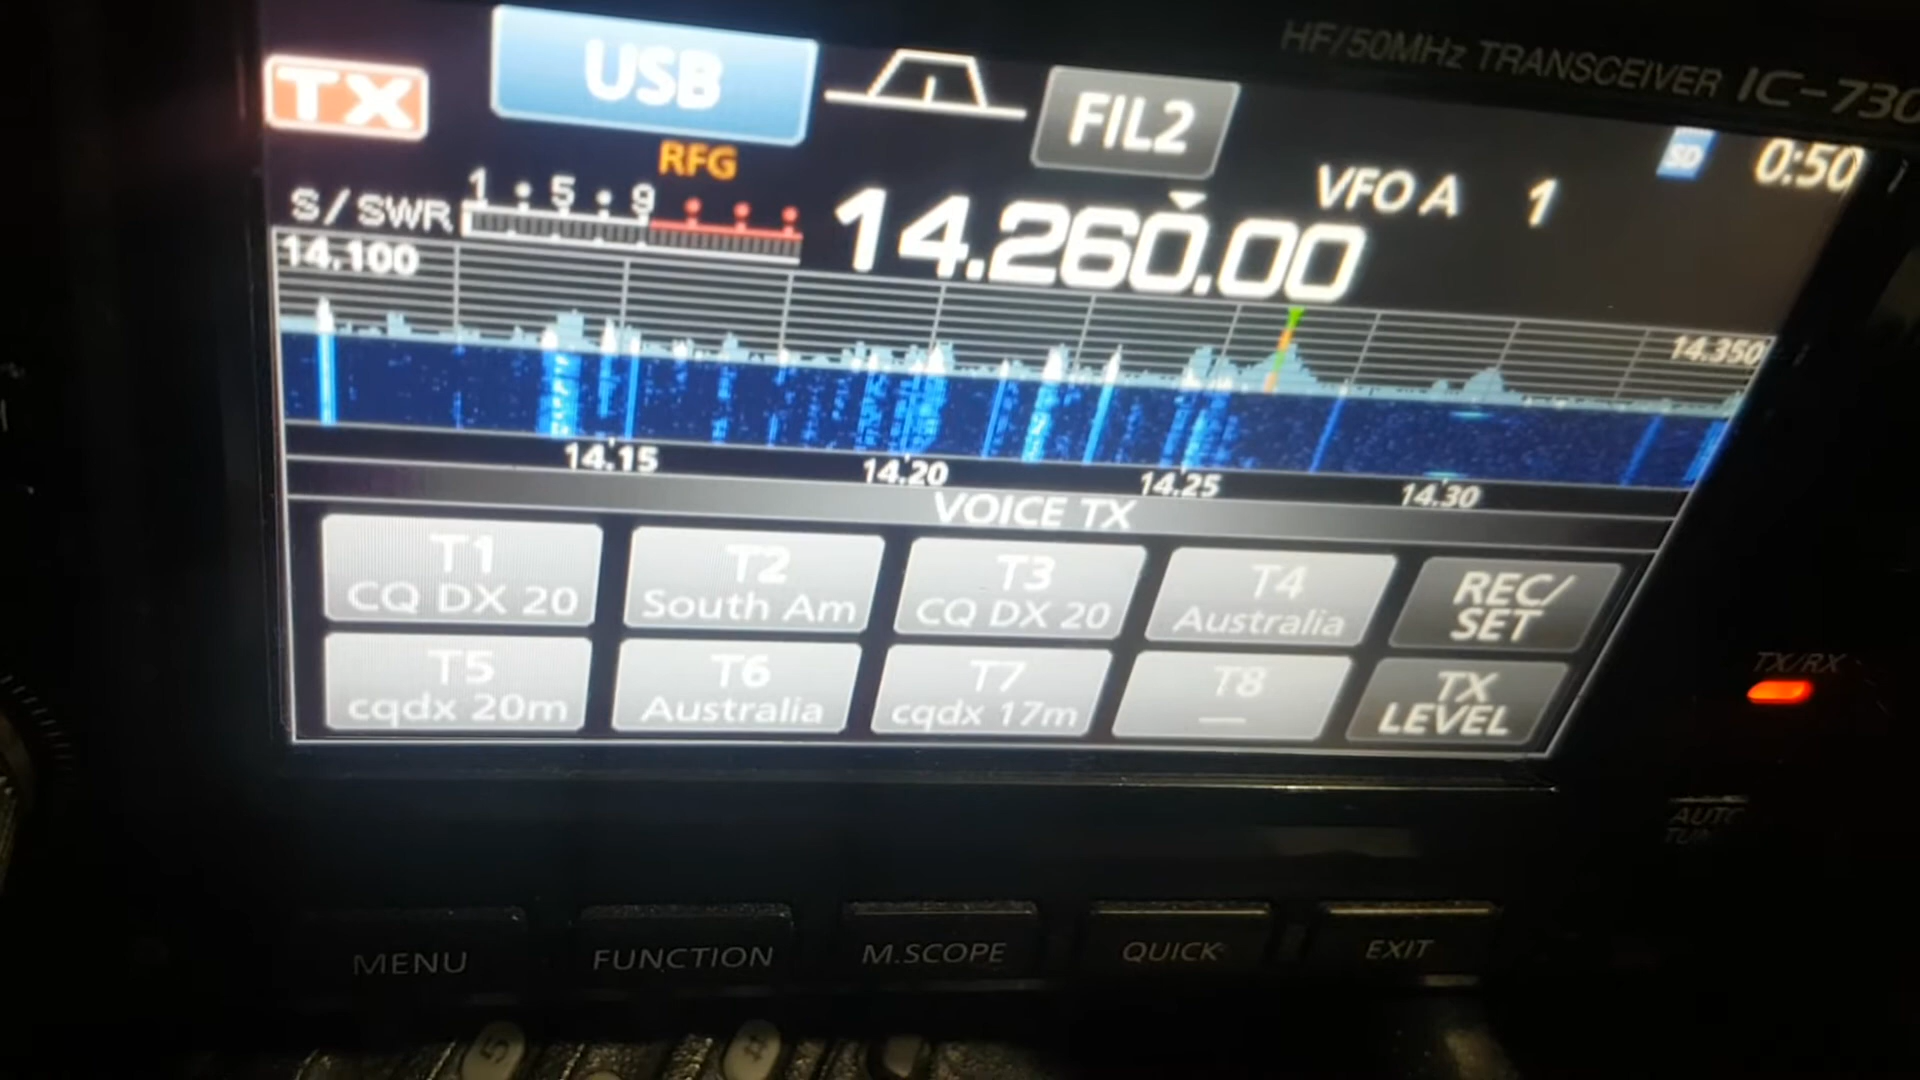 HF/50MHz TRANSCEIVER IC-730
TX
USB
FIL2
SD
0:50
RFG
VFO A 1
S/SWR 1 • 5 • 9
14.260.00
14.100
14.350
14.15 14.20 14.25 14.30
VOICE TX
T1 T2 T3 T4 REC/
CQ DX 20 South Am CQ DX 20 Australia SET
T5 T6 T7 T8 TX
cqdx 20m Australia cqdx 17m — LEVEL
TX/RX
AUTO
MENU FUNCTION M.SCOPE QUICK EXIT
5 #